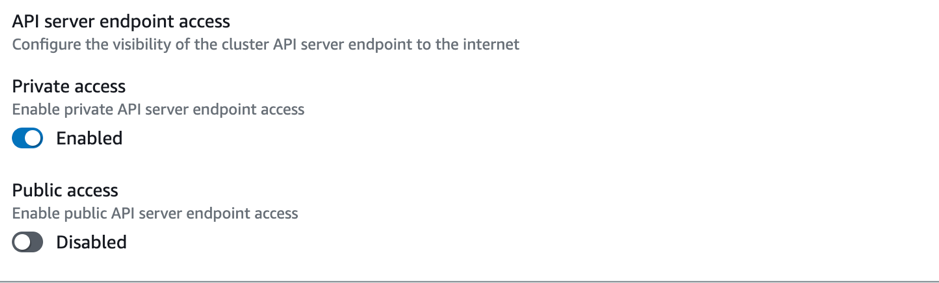 API server endpoint access
Configure the visibility of the cluster API server endpoint to the internet
Private access
Enable private API server endpoint access
Enabled
Public access
Enable public API server endpoint access
Disabled